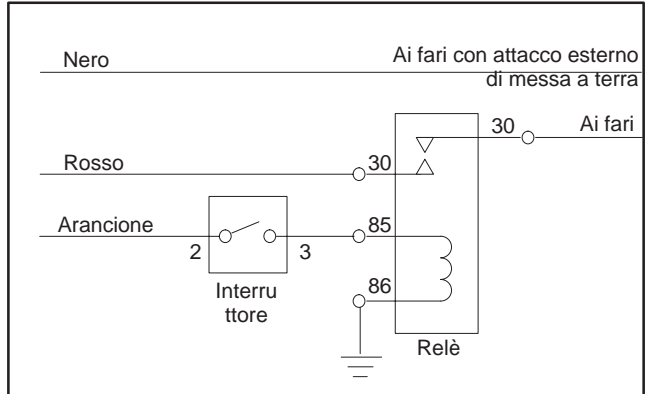 Nero
Ai fari con attacco esterno
di messa a terra
30
Ai fari
Rosso
30
Arancione
85
2
3
86
Interru
ttore
Relè